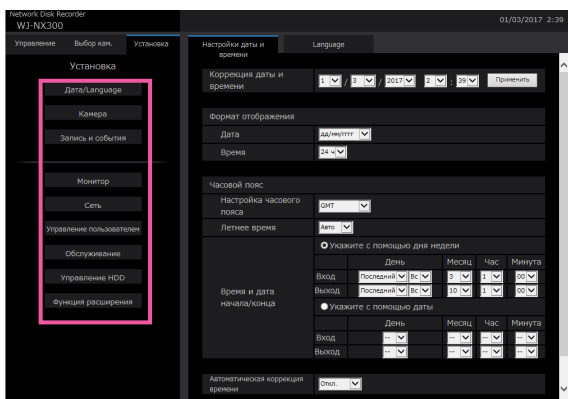 Network Disk Recorder
WJ-NX300
01/03/2017 2:39
Управление Выбор кам. Установка
Установка
Дата/Language
Камера
Запись и события
Монитор
Сеть
Управление пользователем
Обслуживание
Управление HDD
Функция расширения
Настройки даты и времени
Language
Коррекция даты и времени
1 / 3 / 2017 2 : 39 Применить
Формат отображения
Дата дд/мм/гггг
Время 24 ч
Часовой пояс
Настройка часового пояса GMT
Летнее время Авто
Время и дата начала/конца
Укажите с помощью дня недели
День Месяц Час Минута
Вход Последний Вс 3 1 00
Выход Последний Вс 10 1 00
Укажите с помощью даты
День Месяц Час Минута
Вход -- -- -- --
Выход -- -- -- --
Автоматическая коррекция времени Откл.